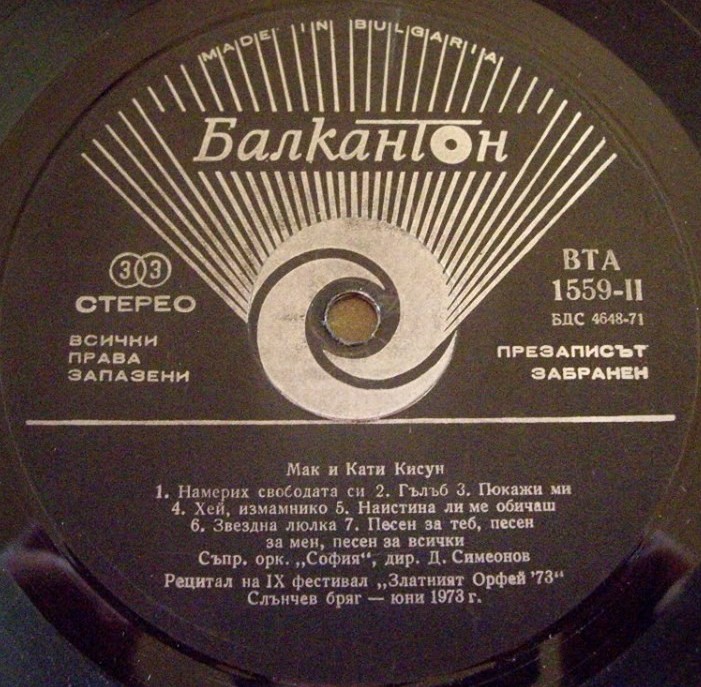 MADE IN BULGARIA
Балкантон
33
СТЕРЕО
ВСИЧКИ
ПРАВА
ЗАПАЗЕНИ
ВТА
1559-II
БДС 4648-71
ПРЕЗАПИСЪТ
ЗАБРАНЕН
Мак и Кати Кисун
1. Намерих свободата си 2. Гълъб 3. Покажи ми
4. Хей, измамнико 5. Наистина ли ме обичаш
6. Звездна люлка 7. Песен за теб, песен
за мен, песен за всички
Съпр. орк. „София“, дир. Д. Симеонов
Рецитал на IX фестивал „Златният Орфей '73“
Слънчев бряг — юни 1973 г.